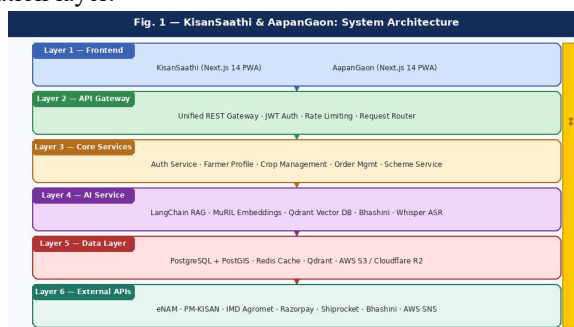 Fig. 1 — KisanSaathi & AapanGaon: System Architecture
Layer 1 — Frontend
KisanSaathi (Next.js 14 PWA) AapanGaon (Next.js 14 PWA)
Layer 2 — API Gateway
Unified REST Gateway · JWT Auth · Rate Limiting · Request Router
Layer 3 — Core Services
Auth Service · Farmer Profile · Crop Management · Order Mgmt · Scheme Service
Layer 4 — AI Service
LangChain RAG · MuRIL Embeddings · Qdrant Vector DB · Bhashini · Whisper ASR
Layer 5 — Data Layer
PostgreSQL + PostGIS · Redis Cache · Qdrant · AWS S3 / Cloudflare R2
Layer 6 — External APIs
eNAM · PM-KISAN · IMD Agromet · Razorpay · Shiprocket · Bhashini · AWS SNS